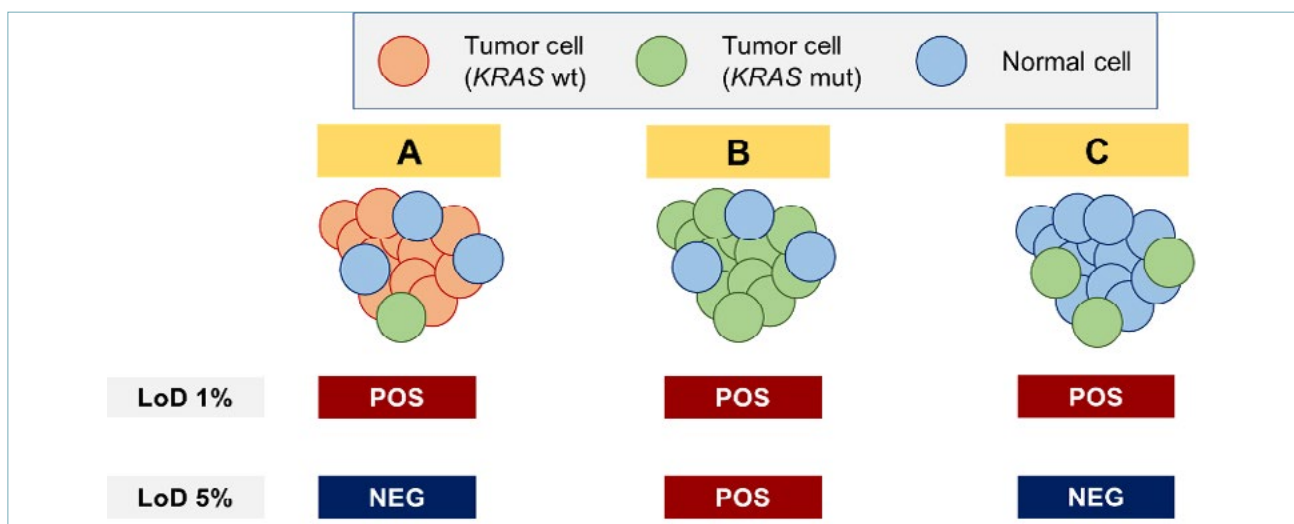 Tumor cell
(KRAS wt)
Tumor cell
(KRAS mut)
Normal cell
A
B
C
LoD 1%
POS
POS
POS
LoD 5%
NEG
POS
NEG